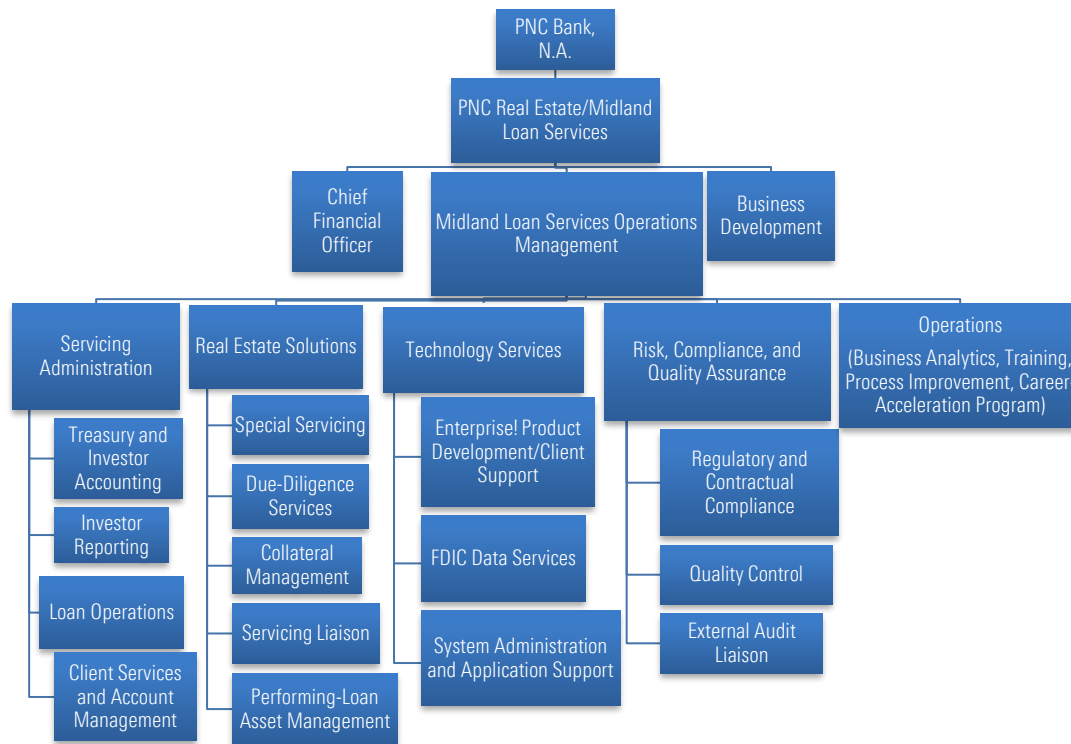 PNC Bank,
N.A.
PNC Real Estate/Midland
Loan Services
Chief
Financial
Officer
Midland Loan Services Operations
Management
Business
Development
Servicing
Administration
Treasury and
Investor
Accounting
Investor
Reporting
Loan Operations
Client Services
and Account
Management
Real Estate Solutions
Special Servicing
Due-Diligence
Services
Collateral
Management
Servicing Liaison
Performing-Loan
Asset Management
Technology Services
Enterprise! Product
Development/Client
Support
FDIC Data Services
System Administration
and Application Support
Risk, Compliance, and
Quality Assurance
Regulatory and
Contractual
Compliance
Quality Control
External Audit
Liaison
Operations
(Business Analytics, Training,
Process Improvement, Career
Acceleration Program)